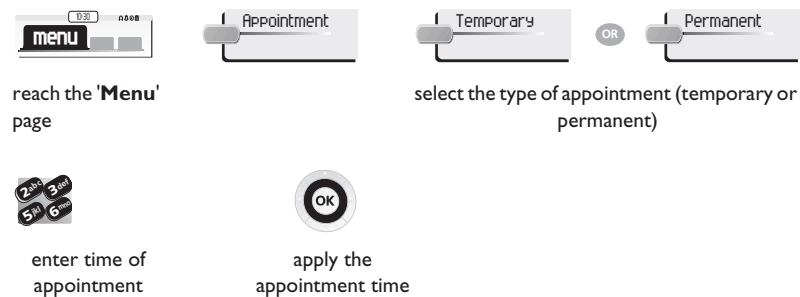 10:30
menu
Appointment
Temporary
OR
Permanent
reach the 'Menu'
page
select the type of appointment (temporary or
permanent)
2abc 3def
5jkl 6mno
OK
enter time of
appointment
apply the
appointment time